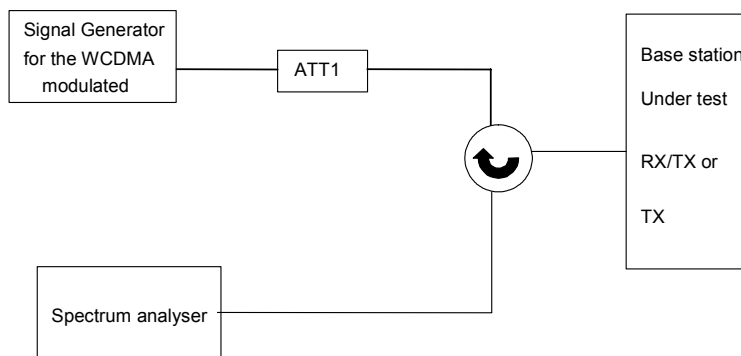 Signal Generator
for the WCDMA
modulated
ATT1
Base station
Under test
RX/TX or
TX
Spectrum analyser